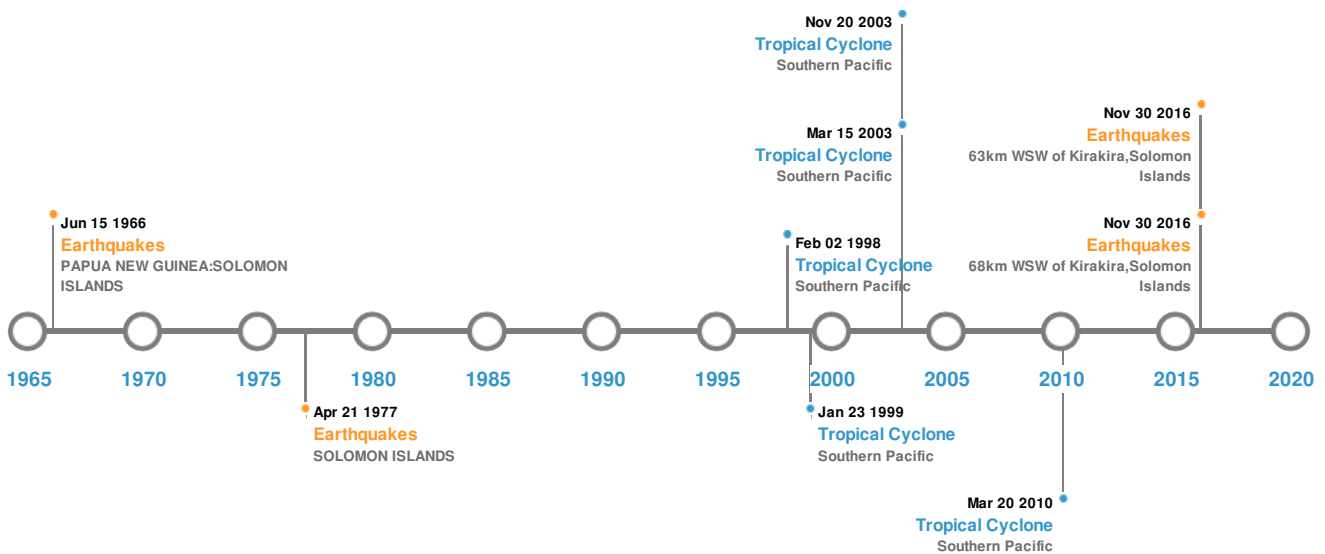 Nov 20 2003
Tropical Cyclone
Southern Pacific
Mar 15 2003
Tropical Cyclone
Southern Pacific
Nov 30 2016
Earthquakes
63km WSW of Kirakira,Solomon
Islands
Jun 15 1966
Earthquakes
PAPUA NEW GUINEA:SOLOMON
ISLANDS
Feb 02 1998
Tropical Cyclone
Southern Pacific
Nov 30 2016
Earthquakes
68km WSW of Kirakira,Solomon
Islands
1965 1970 1975 1980 1985 1990 1995 2000 2005 2010 2015 2020
Apr 21 1977
Earthquakes
SOLOMON ISLANDS
Jan 23 1999
Tropical Cyclone
Southern Pacific
Mar 20 2010
Tropical Cyclone
Southern Pacific